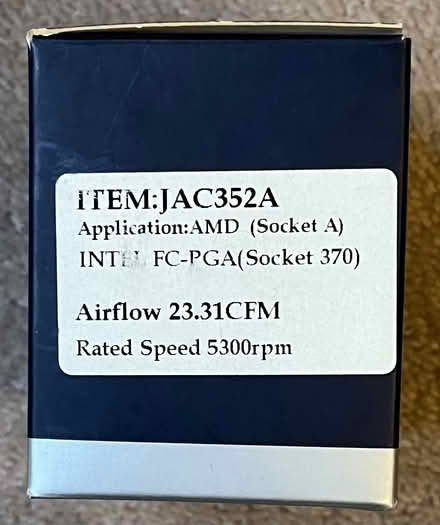 ITEM:JAC352A
Application:AMD (Socket A)
INTEL FC-PGA(Socket 370)
Airflow 23.31CFM
Rated Speed 5300rpm